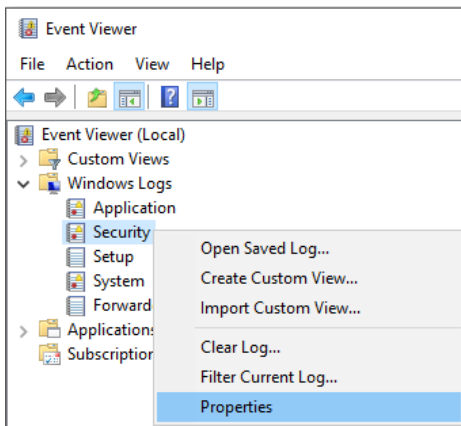 Event Viewer
File Action View Help
Event Viewer (Local)
Custom Views
Windows Logs
Application
Security
Setup
System
Forward
Applications
Subscription
Open Saved Log...
Create Custom View...
Import Custom View...
Clear Log...
Filter Current Log...
Properties